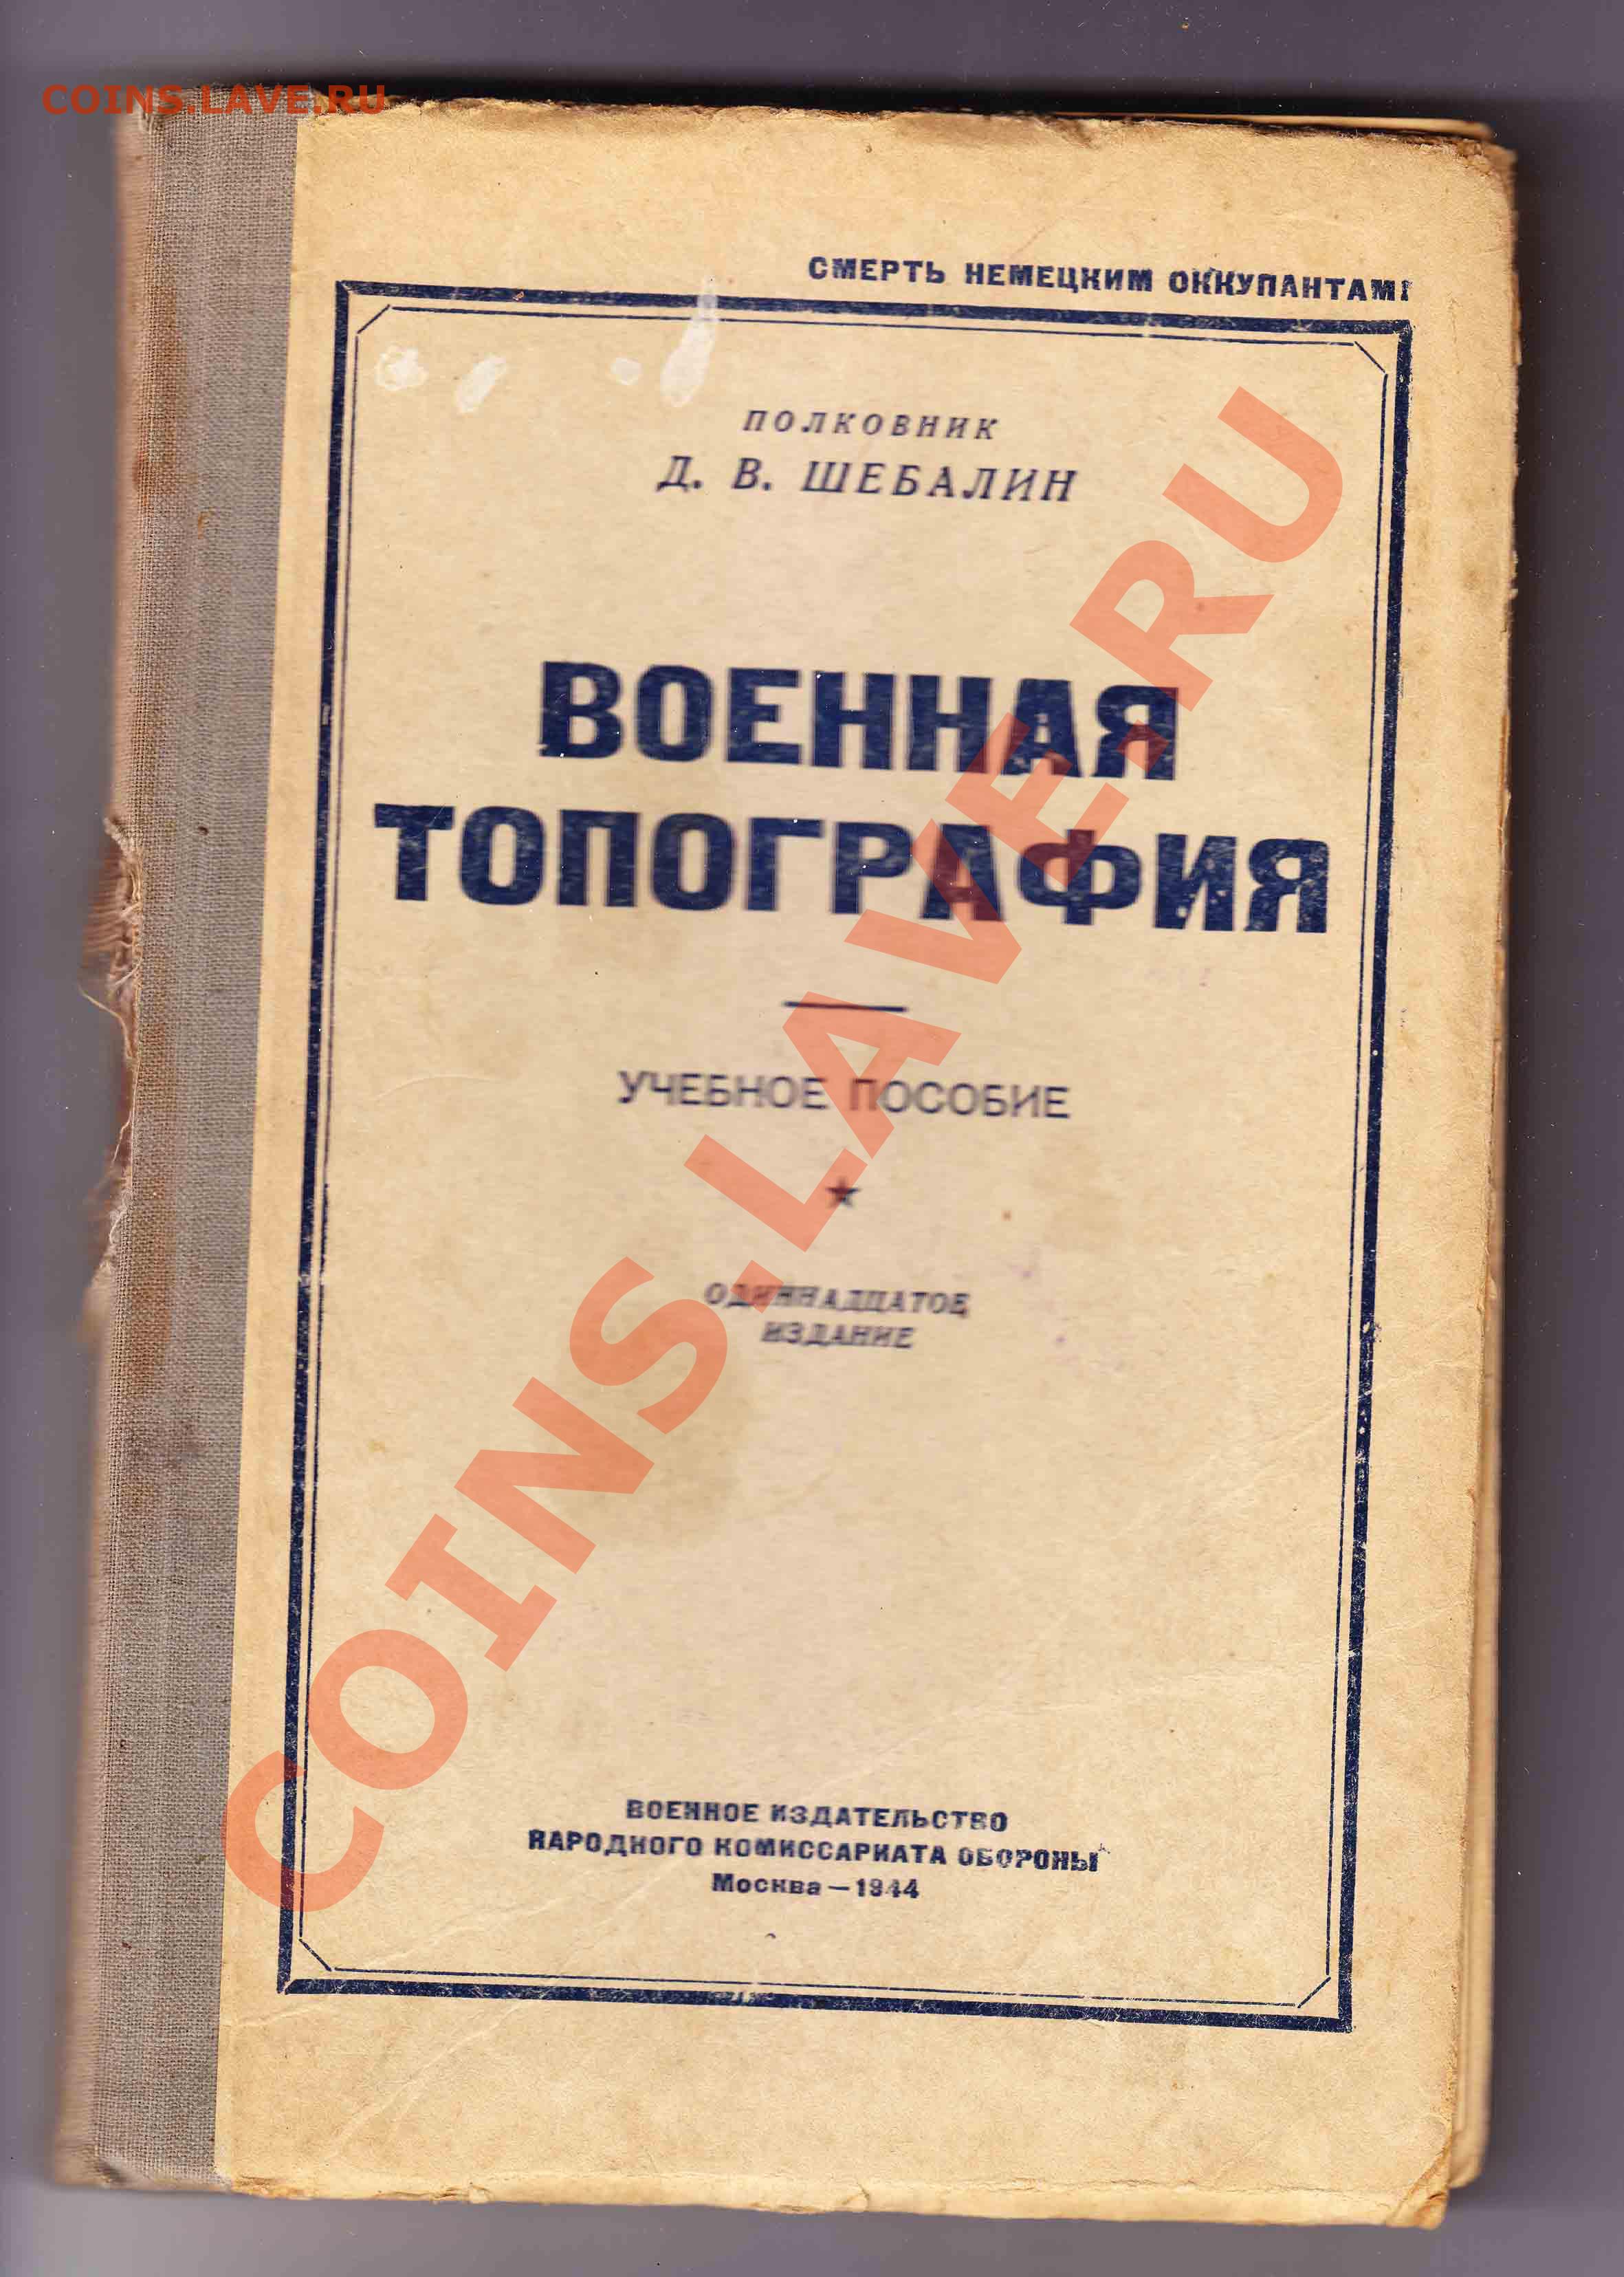 COINS.LAVE.RU
СМЕРТЬ НЕМЕЦКИМ ОККУПАНТАМ!
ПОЛКОВНИК
Д. В. ШЕБАЛИН
ВОЕННАЯ
ТОПОГРАФИЯ
УЧЕБНОЕ ПОСОБИЕ
ОДИННАДЦАТОЕ
ИЗДАНИЕ
ВОЕННОЕ ИЗДАТЕЛЬСТВО
НАРОДНОГО КОМИССАРИАТА ОБОРОНЫ
Москва — 1944
COINS.LAVE.RU